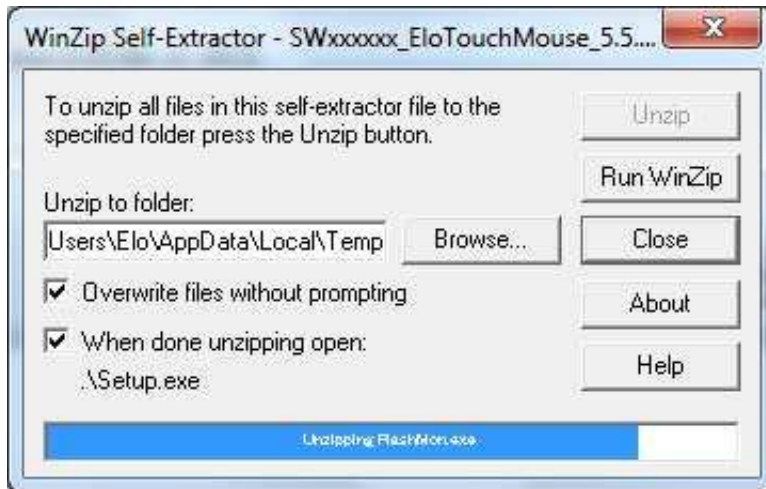 WinZip Self-Extractor - SWxxxxxx_EloTouchMouse_5.5....
X
To unzip all files in this self-extractor file to the
specified folder press the Unzip button.
Unzip
Run WinZip
Unzip to folder:
Users\Elo\AppData\Local\Temp
Browse...
Close
Overwrite files without prompting
About
When done unzipping open:
.\Setup.exe
Help
Unzipping FlashMon.exe